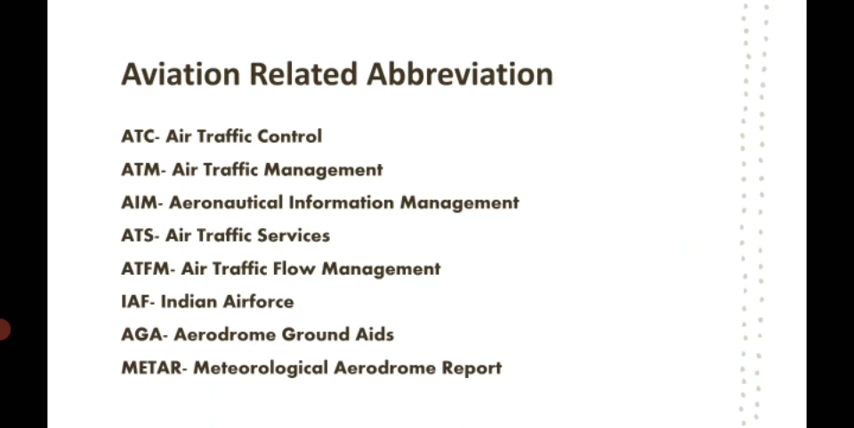 Aviation Related Abbreviation
ATC- Air Traffic Control
ATM- Air Traffic Management
AIM- Aeronautical Information Management
ATS- Air Traffic Services
ATFM- Air Traffic Flow Management
IAF- Indian Airforce
AGA- Aerodrome Ground Aids
METAR- Meteorological Aerodrome Report